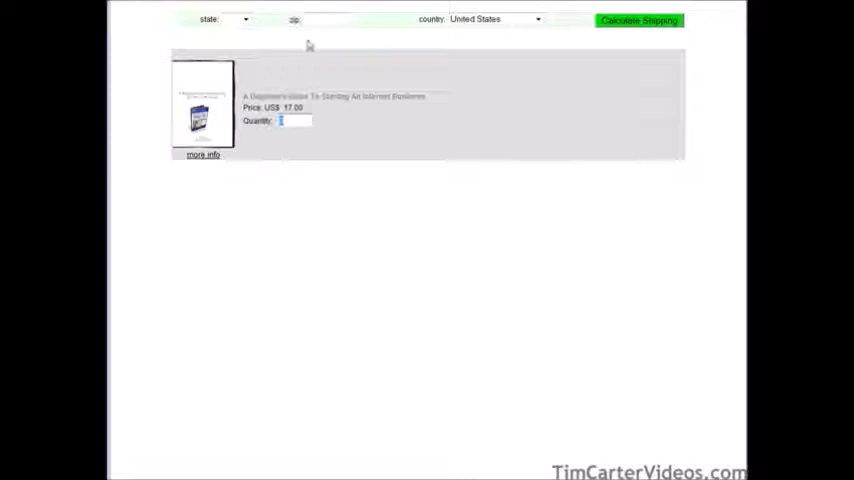 state:
zip:
country: United States
Calculate Shipping
A Beginners Guide To Starting An Internet Business
Price: US$ 17.00
Quantity:
more info
TimCarterVideos.com